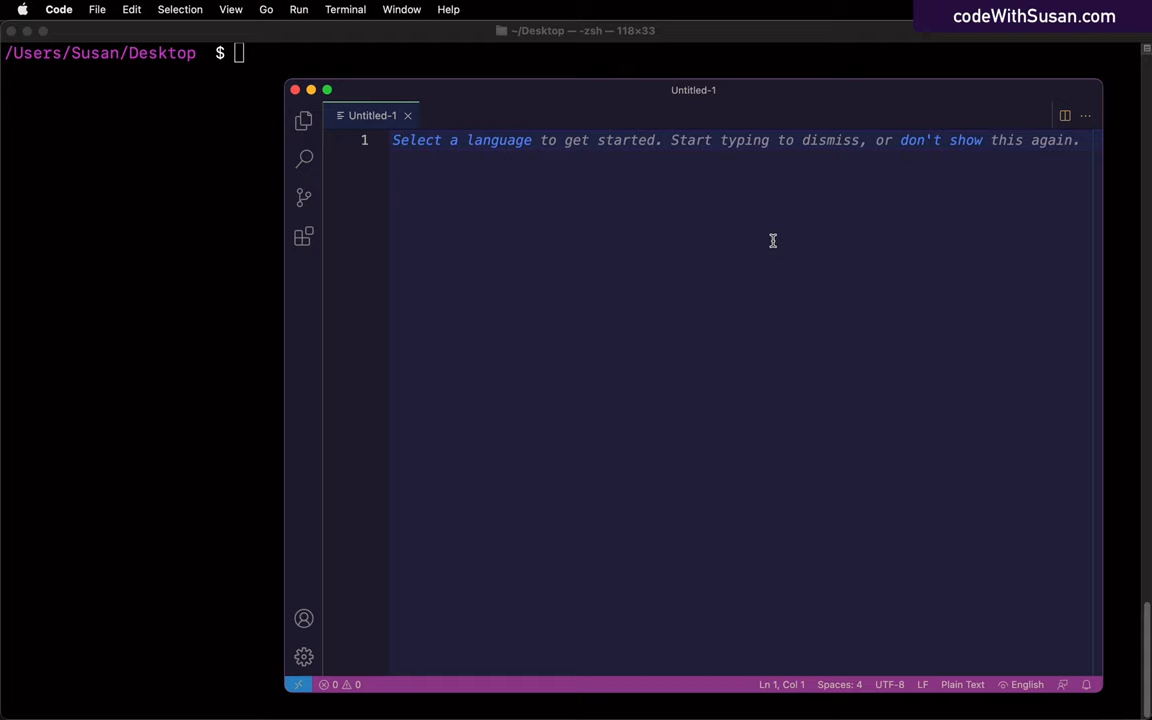 Code File Edit Selection View Go Run Terminal Window Help
codeWithSusan.com
~/Desktop — -zsh — 118×33
/Users/Susan/Desktop $
Untitled-1
Untitled-1
1 Select a language to get started. Start typing to dismiss, or don't show this again.
0 0 Ln 1, Col 1 Spaces: 4 UTF-8 LF Plain Text English